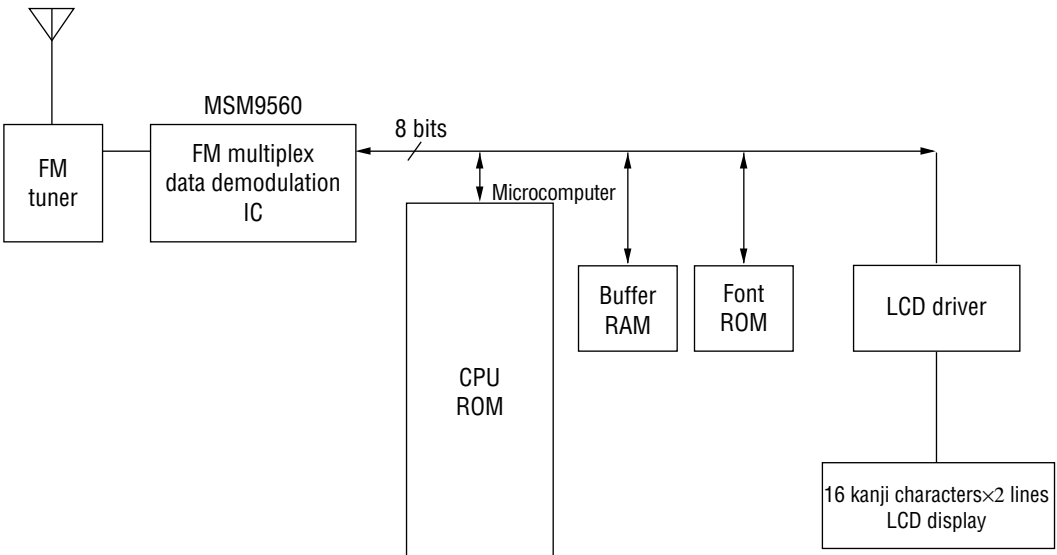 MSM9560
8 bits
FM
tuner
FM multiplex
data demodulation
IC
Microcomputer
Buffer
RAM
Font
ROM
LCD driver
CPU
ROM
16 kanji characters×2 lines
LCD display